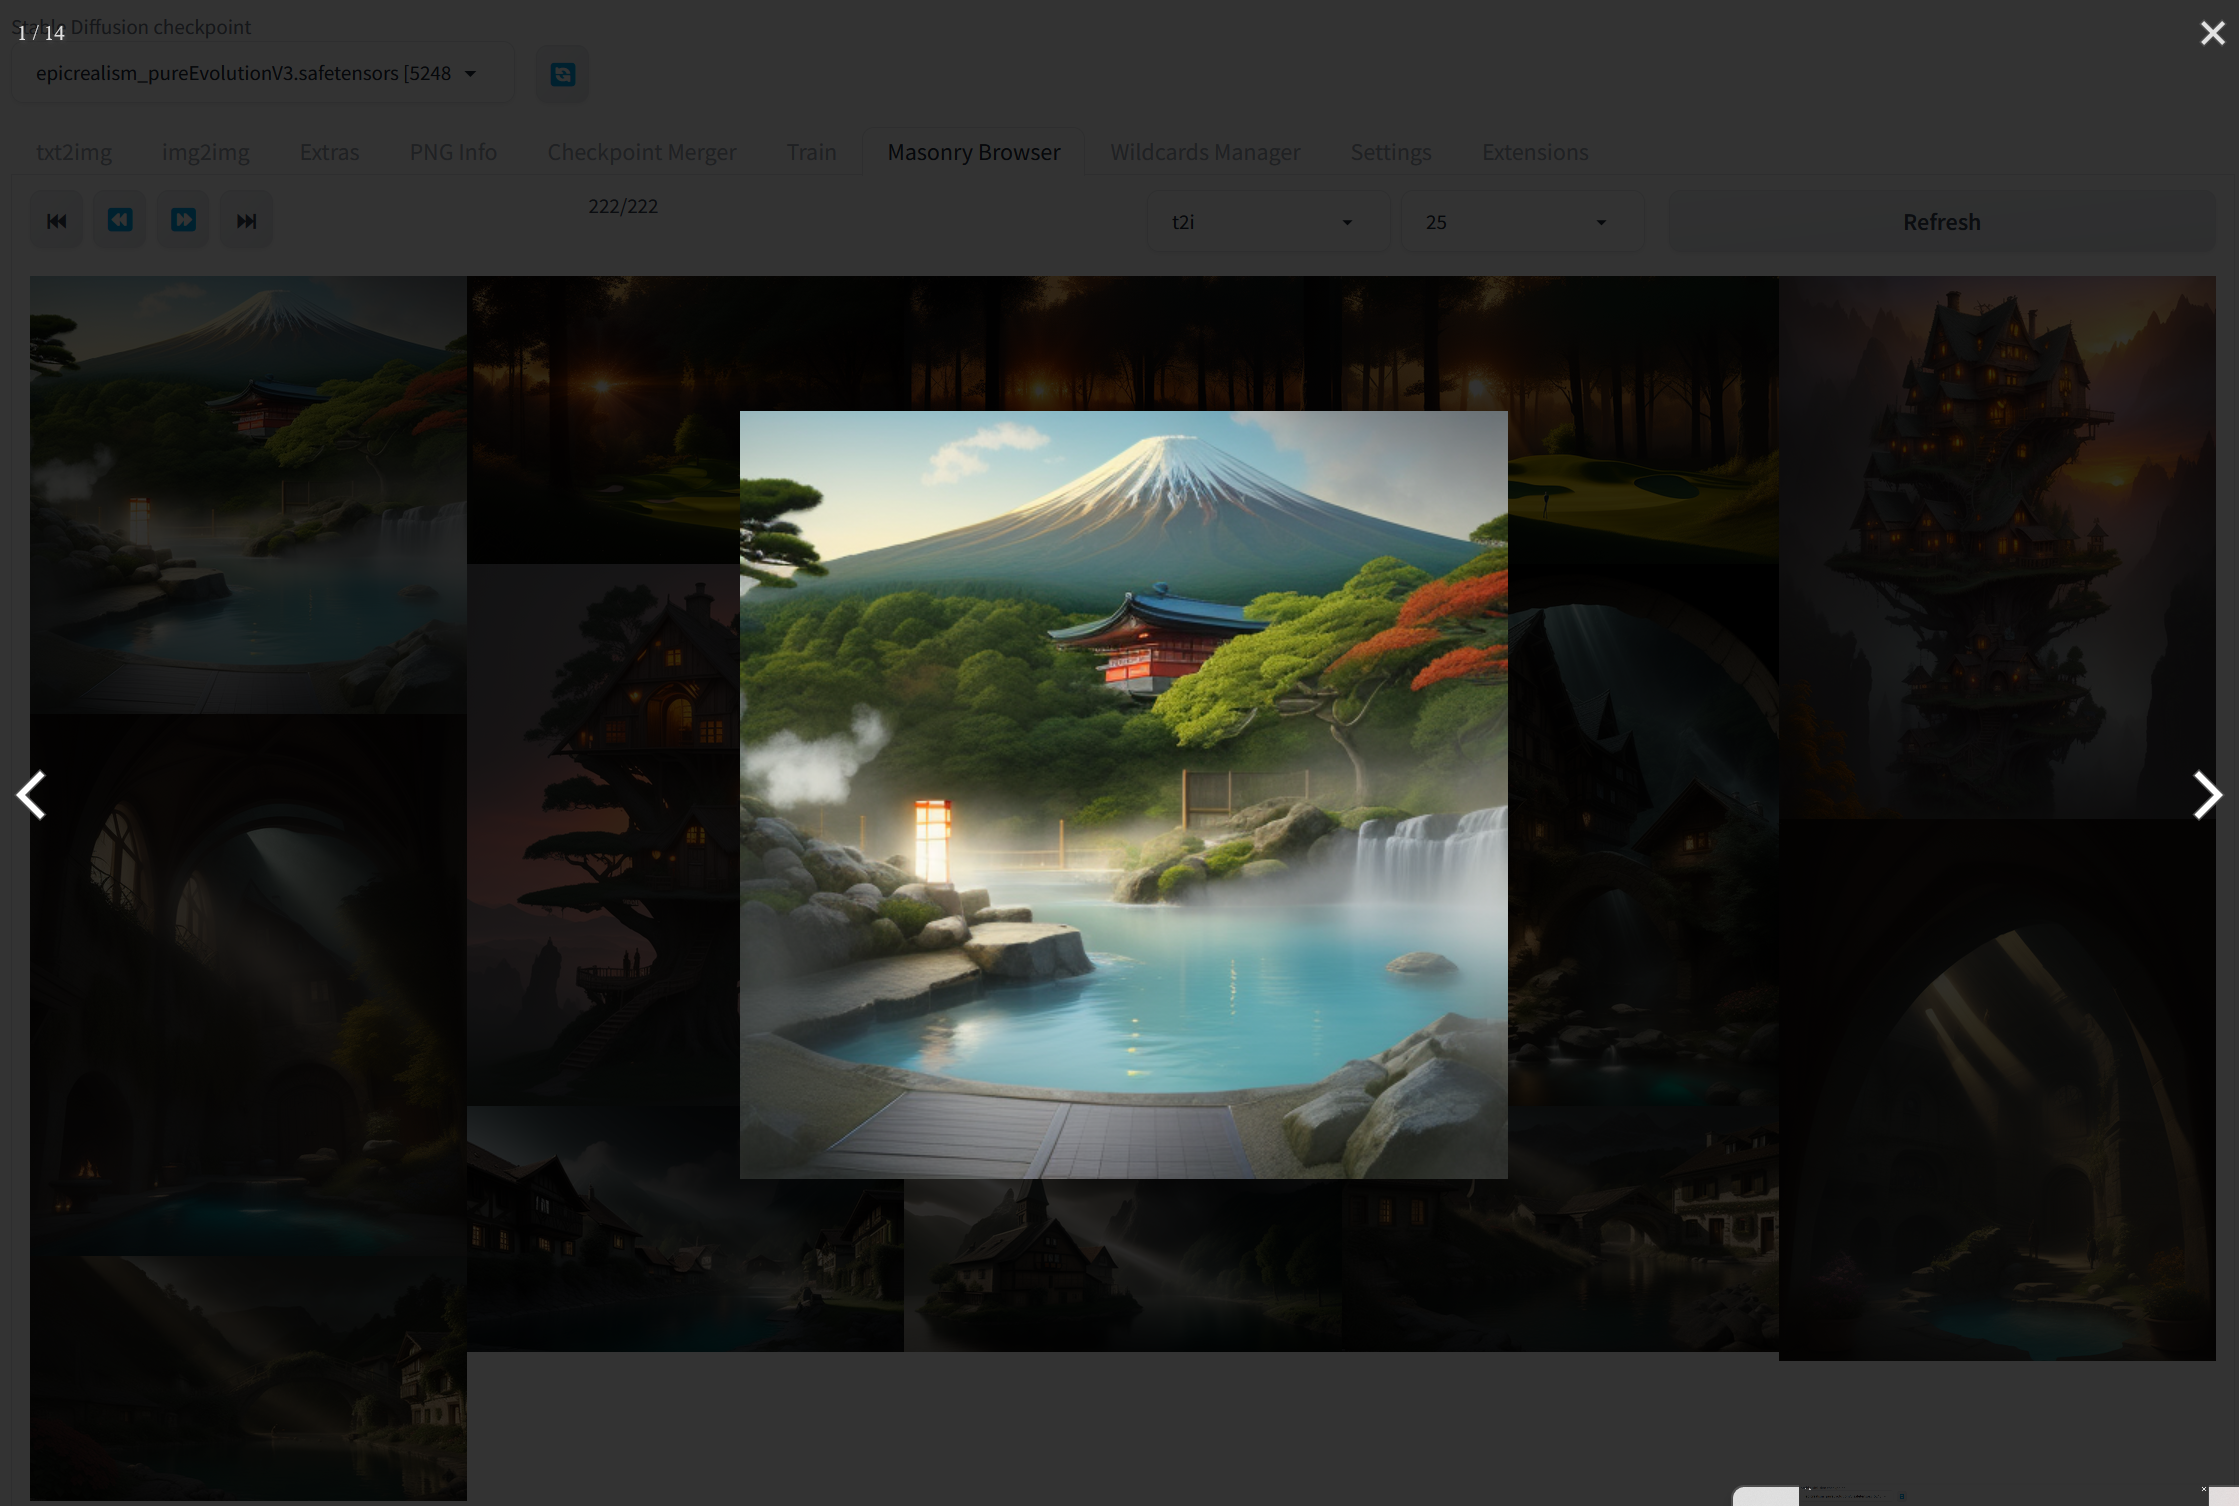 Stable Diffusion checkpoint
1 / 14
epicrealism_pureEvolutionV3.safetensors [5248
txt2img img2img Extras PNG Info Checkpoint Merger Train Masonry Browser Wildcards Manager Settings Extensions
222/222 t2i 25 Refresh